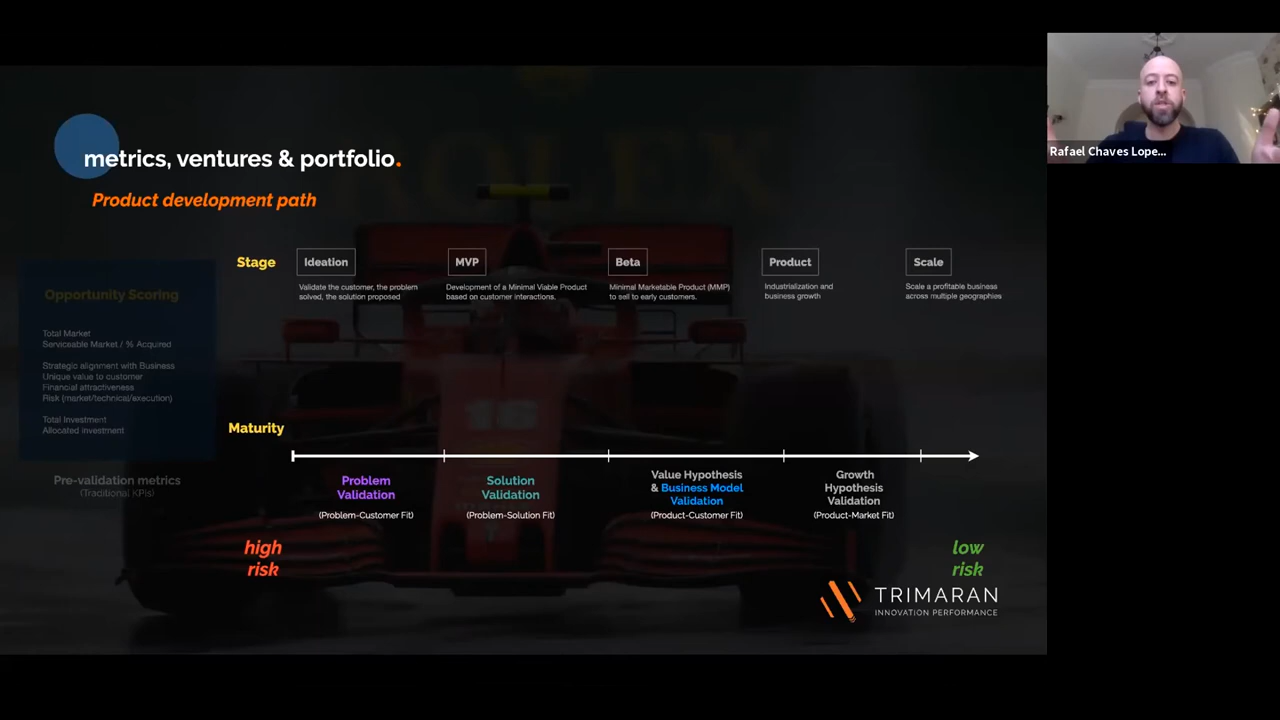 metrics, ventures & portfolio.
Product development path
Stage
Ideation
Validate the customer, the problem
solved, the solution proposed
MVP
Development of a Minimal Viable Product
based on customer interactions.
Beta
Minimal Marketable Product (MMP)
to sell to early customers.
Product
Industrialization and
business growth
Scale
Scale a profitable business
across multiple geographies
Opportunity Scoring
Total Market
Serviceable Market / % Acquired
Strategic alignment with Business
Unique value to customer
Financial attractiveness
Risk (market/technical/execution)
Total Investment
Allocated investment
Pre-validation metrics
(Traditional KPIs)
Maturity
Problem
Validation
(Problem-Customer Fit)
Solution
Validation
(Problem-Solution Fit)
Value Hypothesis
& Business Model
Validation
(Product-Customer Fit)
Growth
Hypothesis
Validation
(Product-Market Fit)
high
risk
low
risk
TRIMARAN
INNOVATION PERFORMANCE
ROLEX
Rafael Chaves Lope...